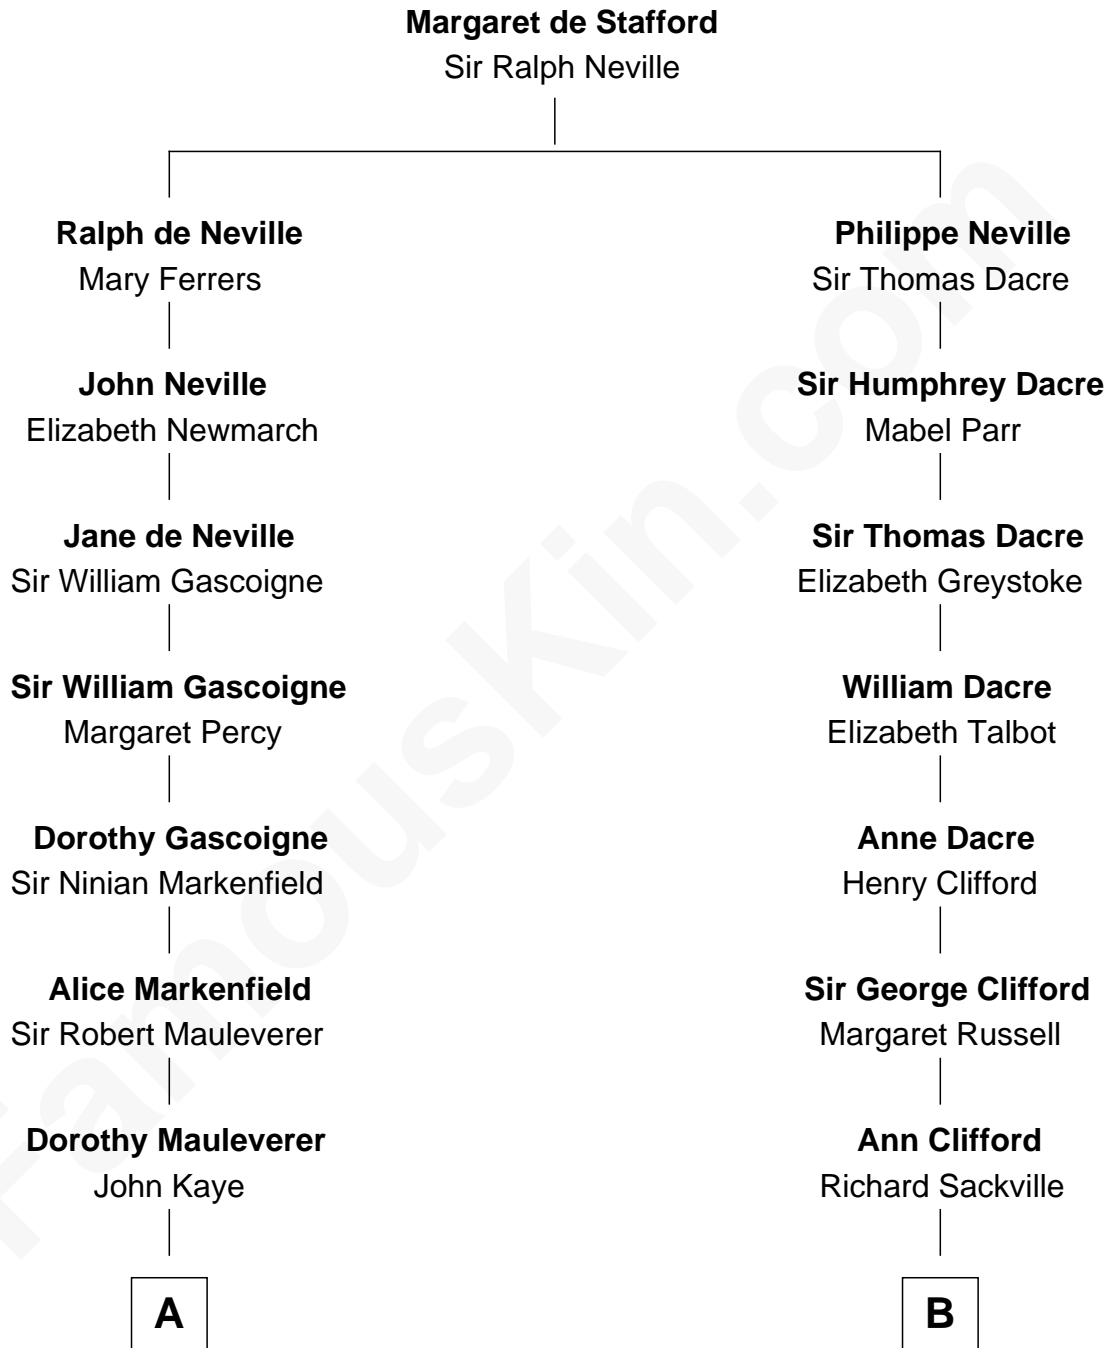 Margaret de Stafford
Sir Ralph Neville
Ralph de Neville
Mary Ferrers
John Neville
Elizabeth Newmarch
Jane de Neville
Sir William Gascoigne
Sir William Gascoigne
Margaret Percy
Dorothy Gascoigne
Sir Ninian Markenfield
Alice Markenfield
Sir Robert Mauleverer
Dorothy Mauleverer
John Kaye
A
Philippe Neville
Sir Thomas Dacre
Sir Humphrey Dacre
Mabel Parr
Sir Thomas Dacre
Elizabeth Greystoke
William Dacre
Elizabeth Talbot
Anne Dacre
Henry Clifford
Sir George Clifford
Margaret Russell
Ann Clifford
Richard Sackville
B
FamousKin.com